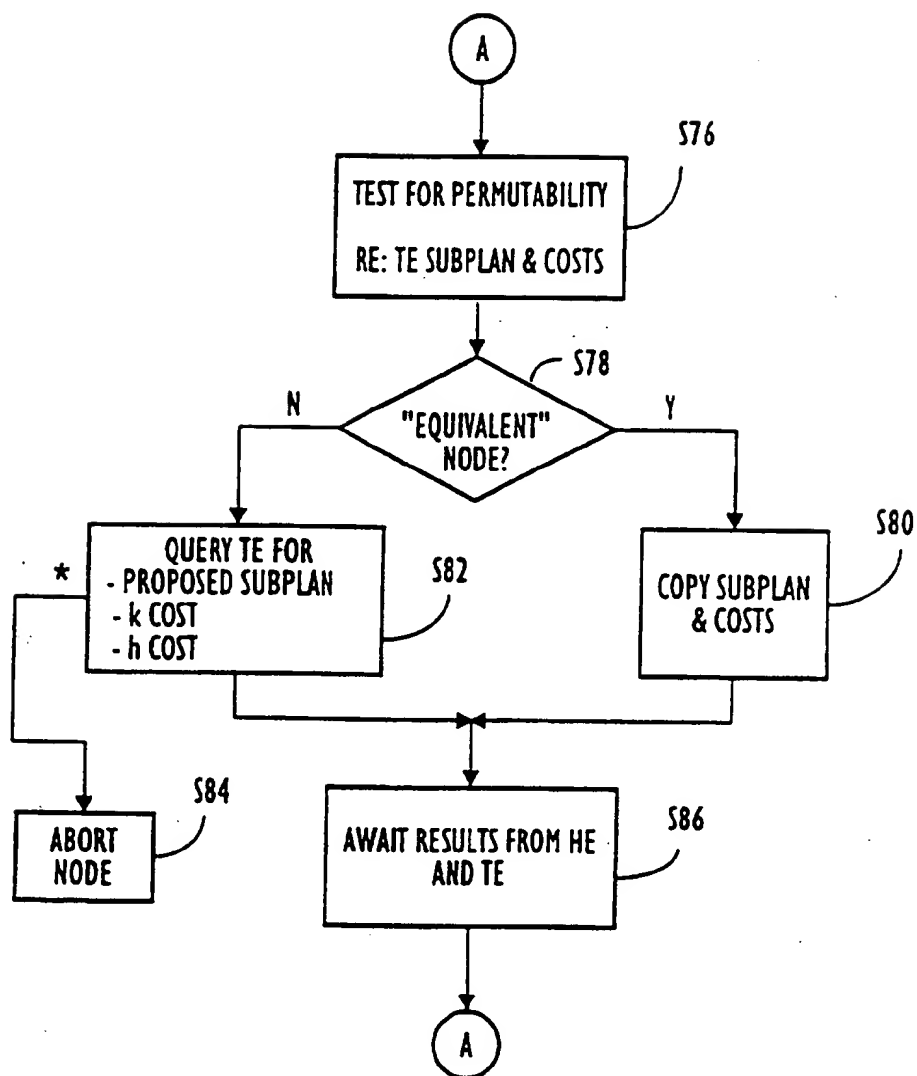 A
S76
TEST FOR PERMUTABILITY
RE: TE SUBPLAN & COSTS
S78
N
Y
"EQUIVALENT"
NODE?
S80
*
QUERY TE FOR
- PROPOSED SUBPLAN
- k COST
- h COST
S82
COPY SUBPLAN
& COSTS
S84
ABORT
NODE
S86
AWAIT RESULTS FROM HE
AND TE
A